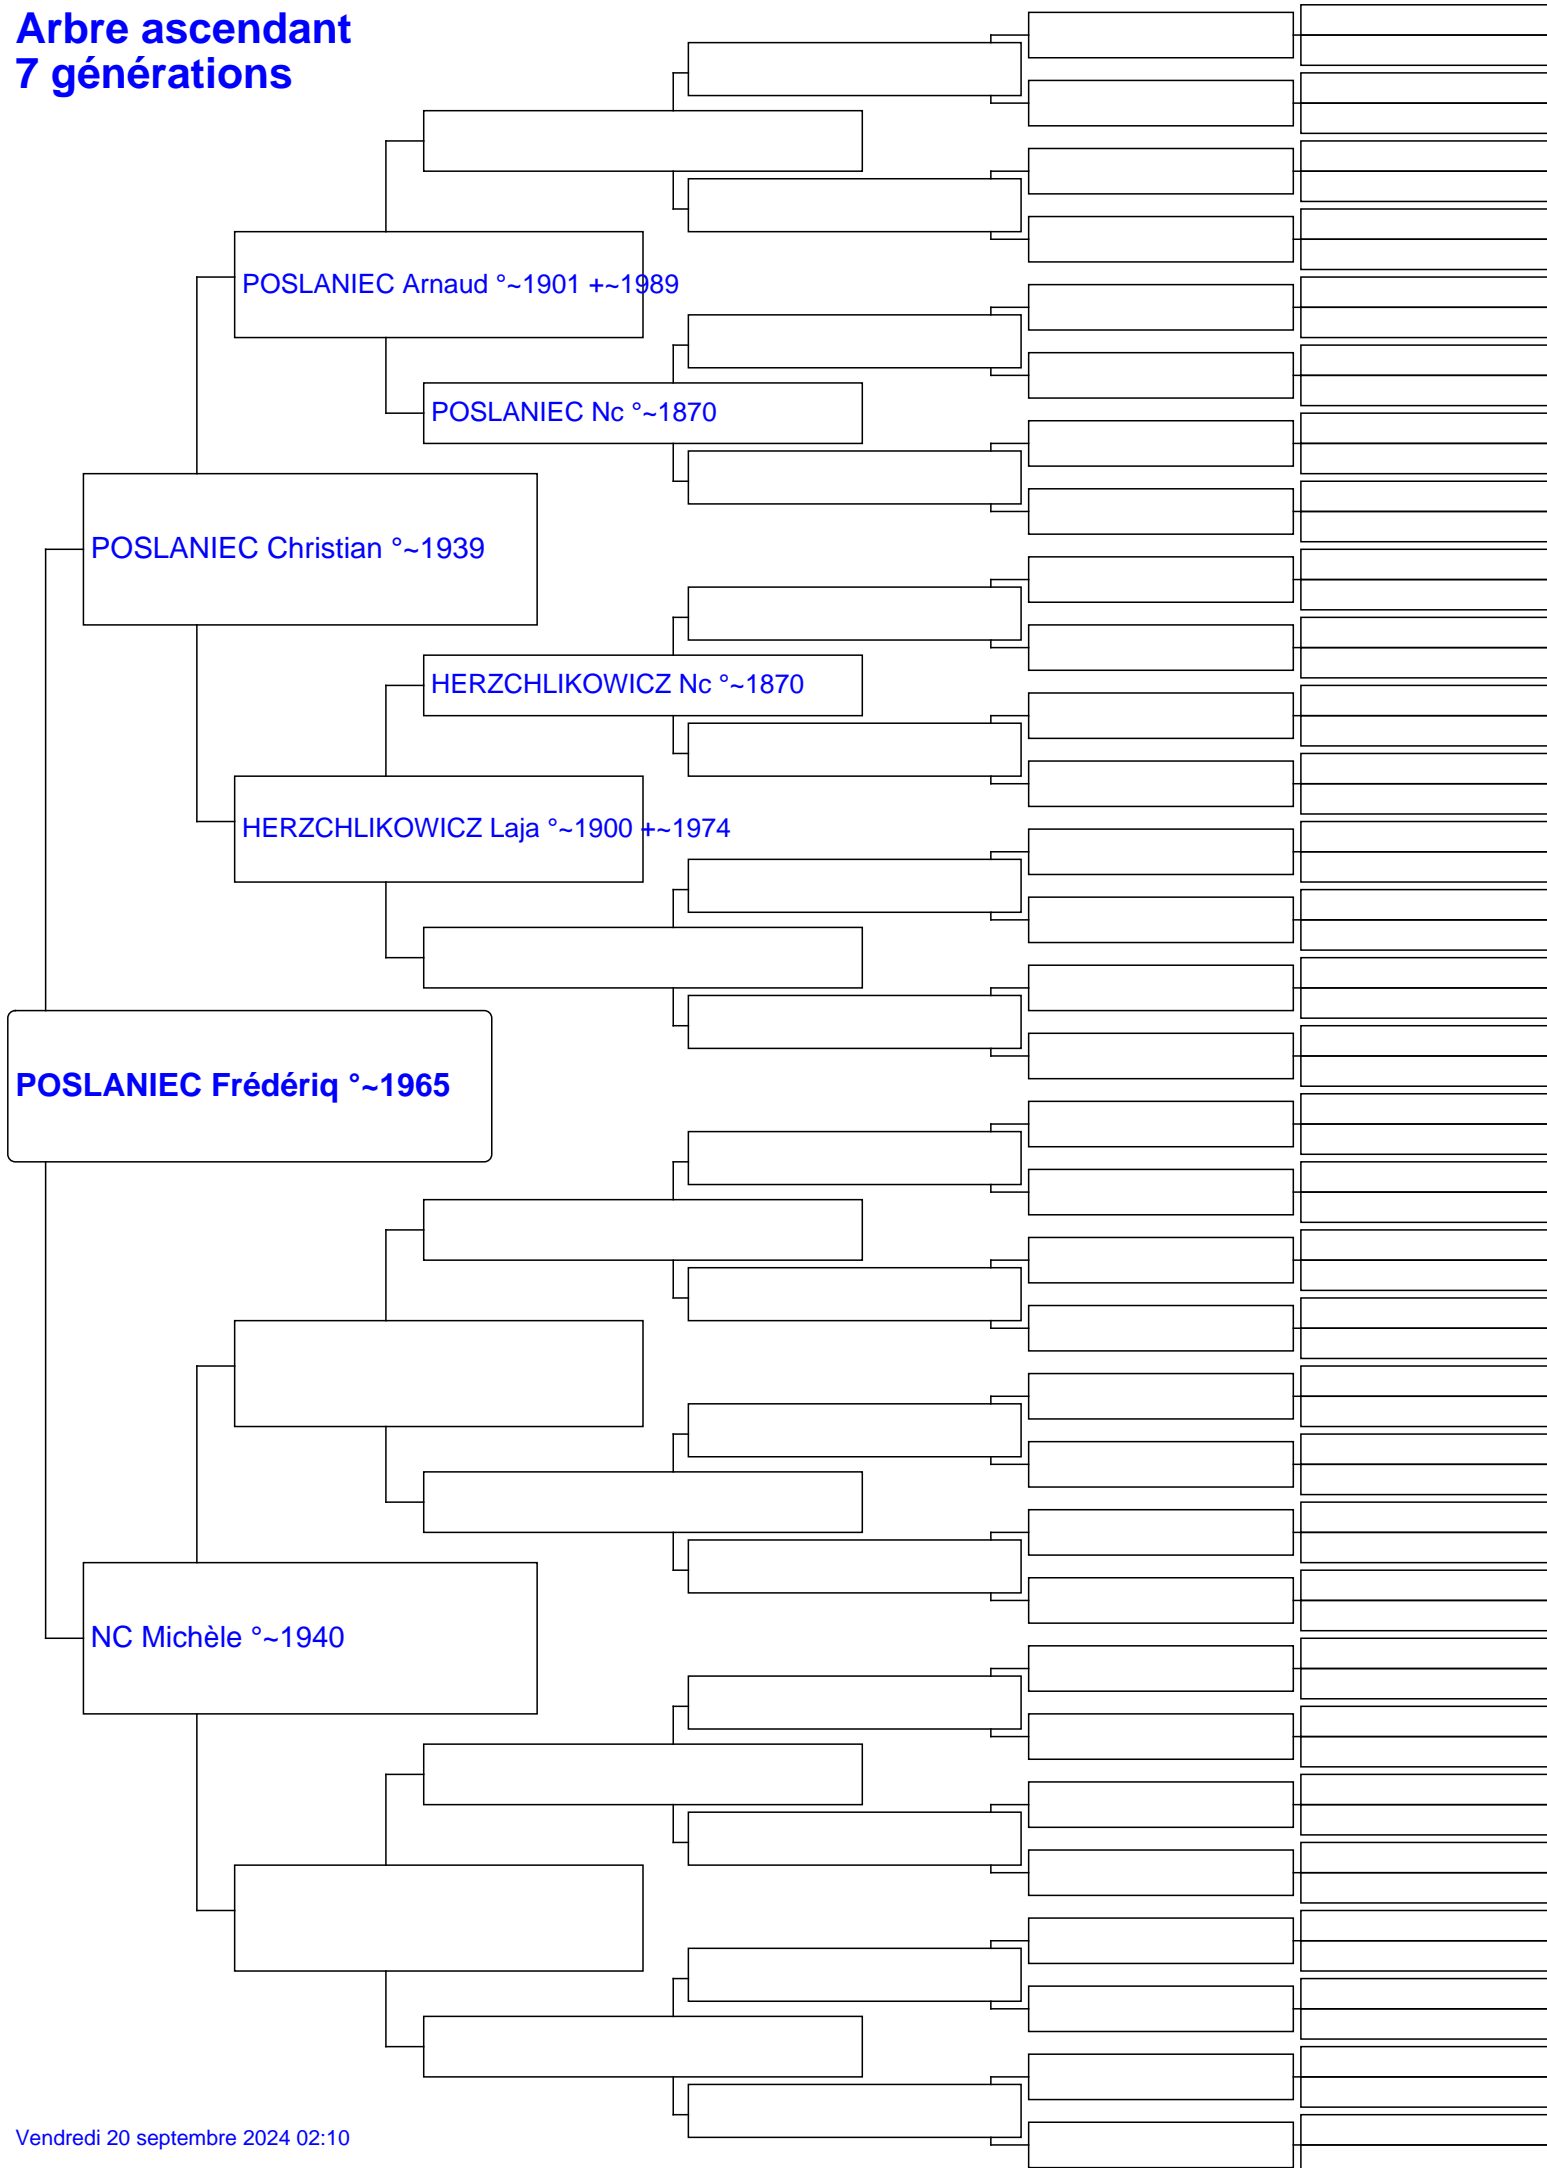 Arbre ascendant
7 générations
POSLANIEC Arnaud °~1901 +~1989
POSLANIEC Nc °~1870
POSLANIEC Christian °~1939
HERZCHLIKOWICZ Nc °~1870
HERZCHLIKOWICZ Laja °~1900 +~1974
POSLANIEC Frédériq °~1965
NC Michèle °~1940
Vendredi 20 septembre 2024 02:10